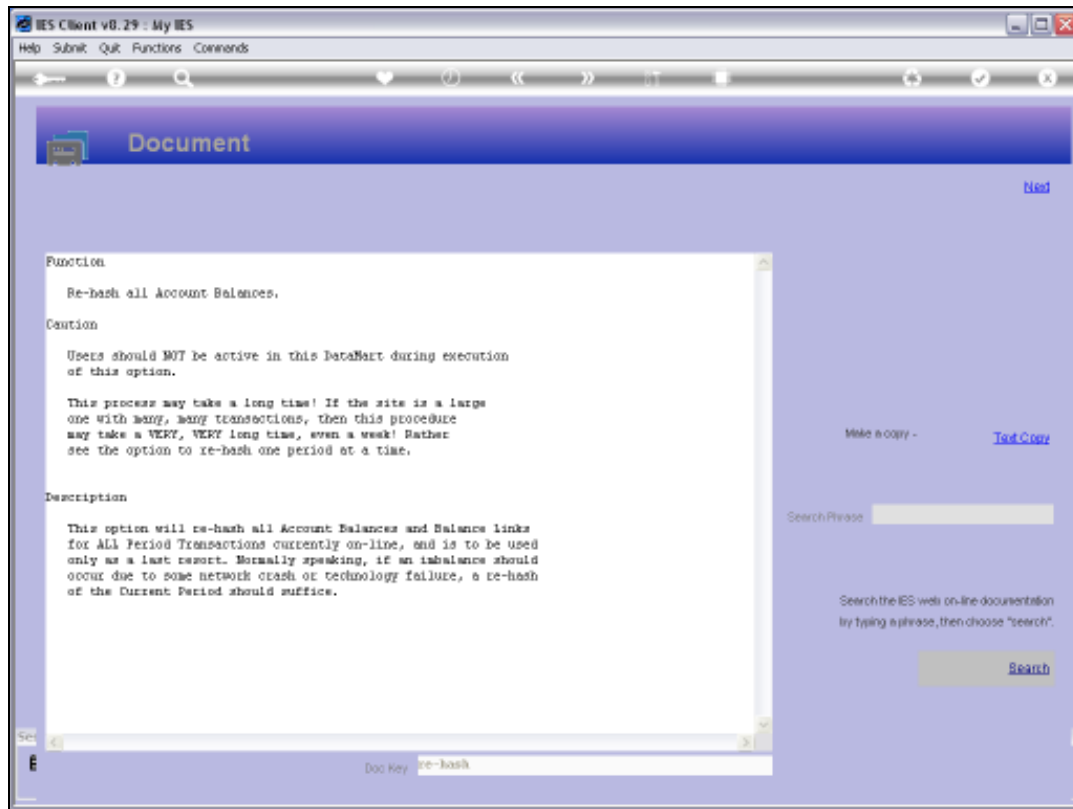 IES Client v8.29 : My IES
Help Submit Quit Functions Commands
Document
Next
Function
Re-hash all Account Balances.
Caution
Users should NOT be active in this DataMart during execution
of this option.
This process may take a long time! If the site is a large
one with many, many transactions, then this procedure
may take a VERY, VERY long time, even a week! Rather
see the option to re-hash one period at a time.
Make a copy -
Text Copy
Description
Search Phrase
This option will re-hash all Account Balances and Balance links
for ALL Period Transactions currently on-line, and is to be used
only as a last resort. Normally speaking, if an imbalance should
occur due to some network crash or technology failure, a re-hash
of the Current Period should suffice.
Search the IES web on-line documentation
by typing a phrase, then choose "search".
Search
Ses
Doc Key re-hash